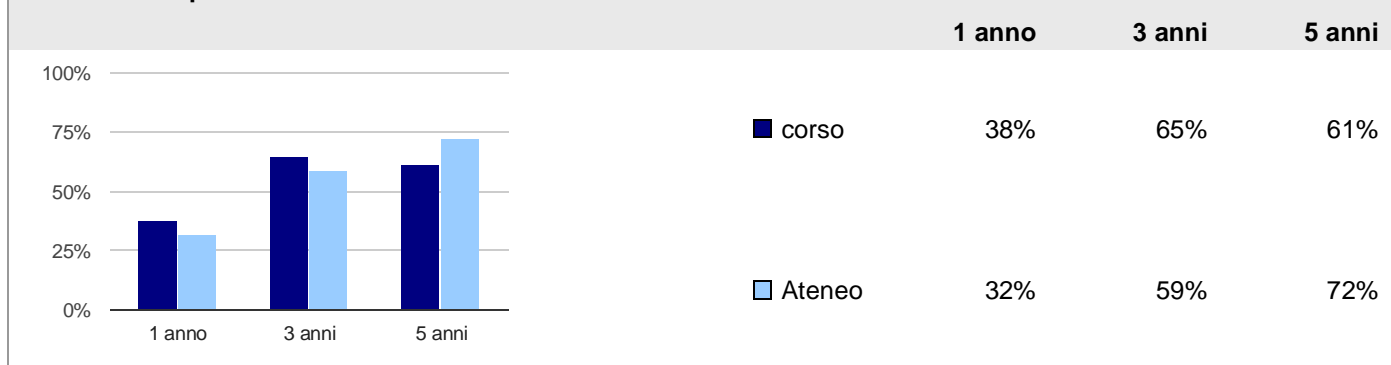 1 anno 3 anni 5 anni
100%
75%
50%
25%
0%
1 anno 3 anni 5 anni
corso 38% 65% 61%
Ateneo 32% 59% 72%